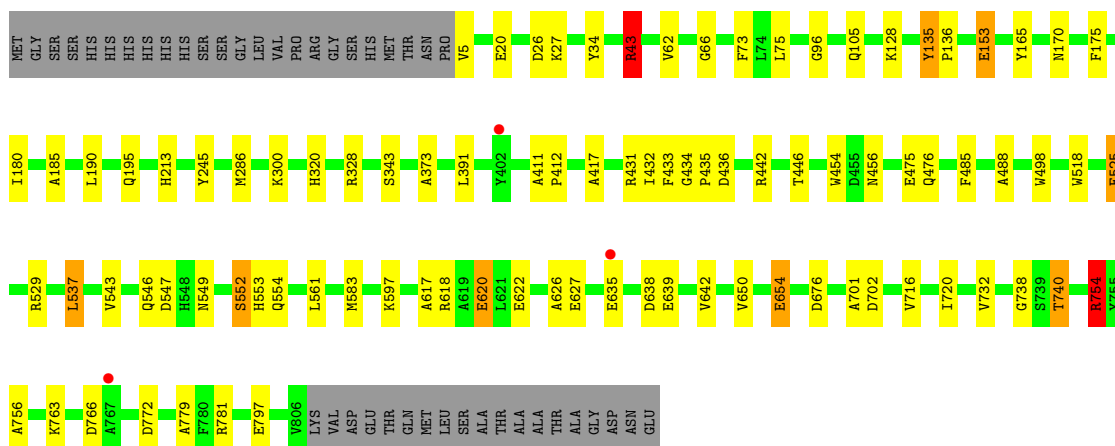 MET GLY SER SER HIS HIS HIS HIS HIS HIS SER SER GLY LEU VAL PRO ARG GLY SER HIS MET THR ASN PRO V5 E20 D26 K27 Y34 R43 V62 G66 F73 L74 L75 G96 Q105 K128 Y135 P136 E153 Y165 N170 F175
I180 A185 L190 Q195 H213 Y245 M286 K300 H320 R328 S343 A373 L391 Y402 A411 P412 A417 R431 I432 F433 G434 P435 D436 R442 T446 W454 D455 N456 E475 Q476 F485 A488 W498 W518 E525
R529 L537 V543 Q546 D547 H548 N549 S552 H553 Q554 L561 M583 K597 A617 R618 A619 E620 L621 E622 A626 E627 E635 D638 E639 V642 V650 E654 D676 A701 D702 V716 I720 V732 G738 S739 T740 R754 Y755
A756 K763 D766 A767 D772 A779 F780 R781 E797 V806 LYS VAL ASP GLU THR GLN MET LEU SER ALA THR ALA ALA THR ALA GLY ASP ASN GLU